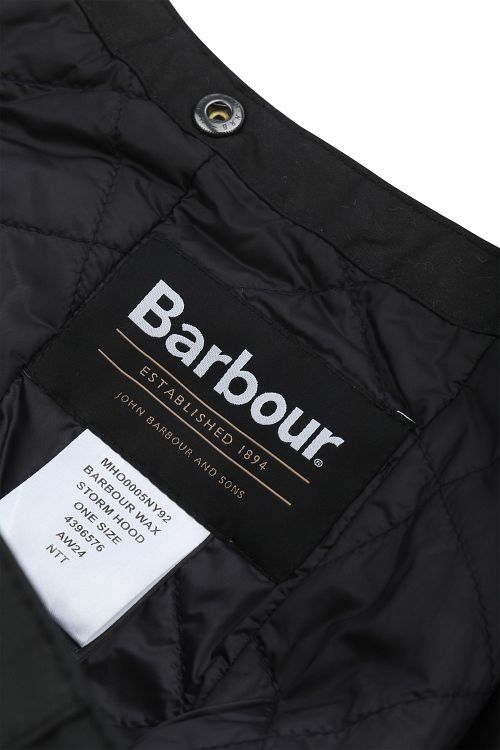 Barbour®
ESTABLISHED 1894
JOHN BARBOUR AND SONS
MHO0005NY92
BARBOUR WAX
STORM HOOD
ONE SIZE
4396576
AW24
NTT